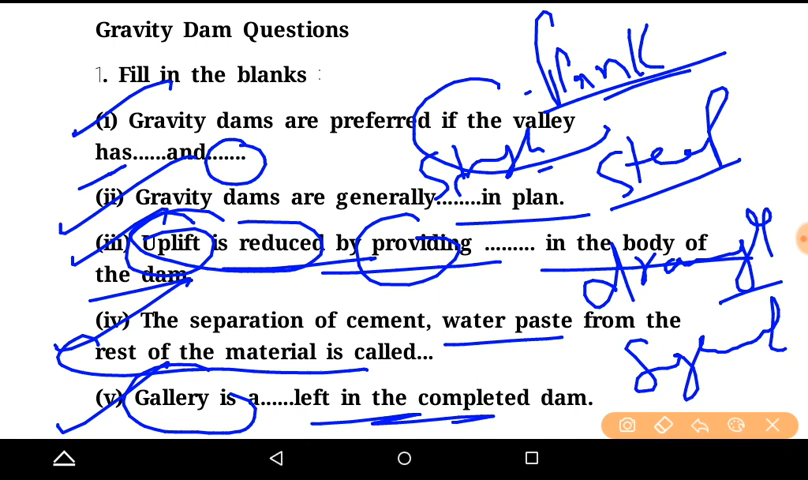 Gravity Dam Questions
1. Fill in the blanks :
(i) Gravity dams are preferred if the valley
has......and.......
(ii) Gravity dams are generally........in plan.
(iii) Uplift is reduced by providing ......... in the body of
the dam.
(iv) The separation of cement, water paste from the
rest of the material is called...
(v) Gallery is a......left in the completed dam.